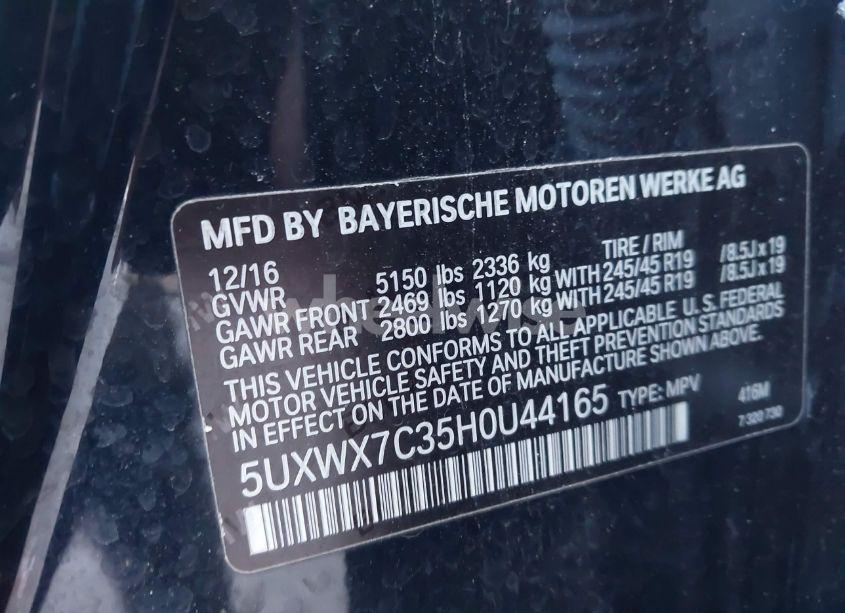 MFD BY BAYERISCHE MOTOREN WERKE AG
12/16 TIRE / RIM
GVWR 5150 lbs 2336 kg
GAWR FRONT 2469 lbs 1120 kg WITH 245/45 R19 /8.5J x 19
GAWR REAR 2800 lbs 1270 kg WITH 245/45 R19 /8.5J x 19
THIS VEHICLE CONFORMS TO ALL APPLICABLE U. S. FEDERAL
MOTOR VEHICLE SAFETY AND THEFT PREVENTION STANDARDS
IN EFFECT ON THE DATE OF MANUFACTURE SHOWN ABOVE.
5UXWX7C35H0U44165 TYPE: MPV 416M
7 320 730